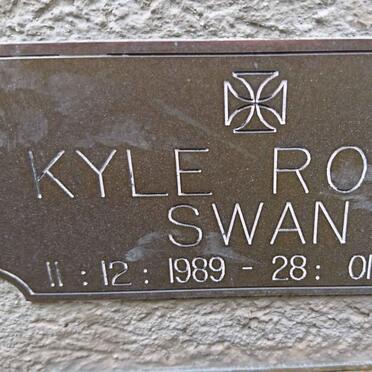 KYLE RO
SWAN
11 : 12 : 1989 - 28 : 01